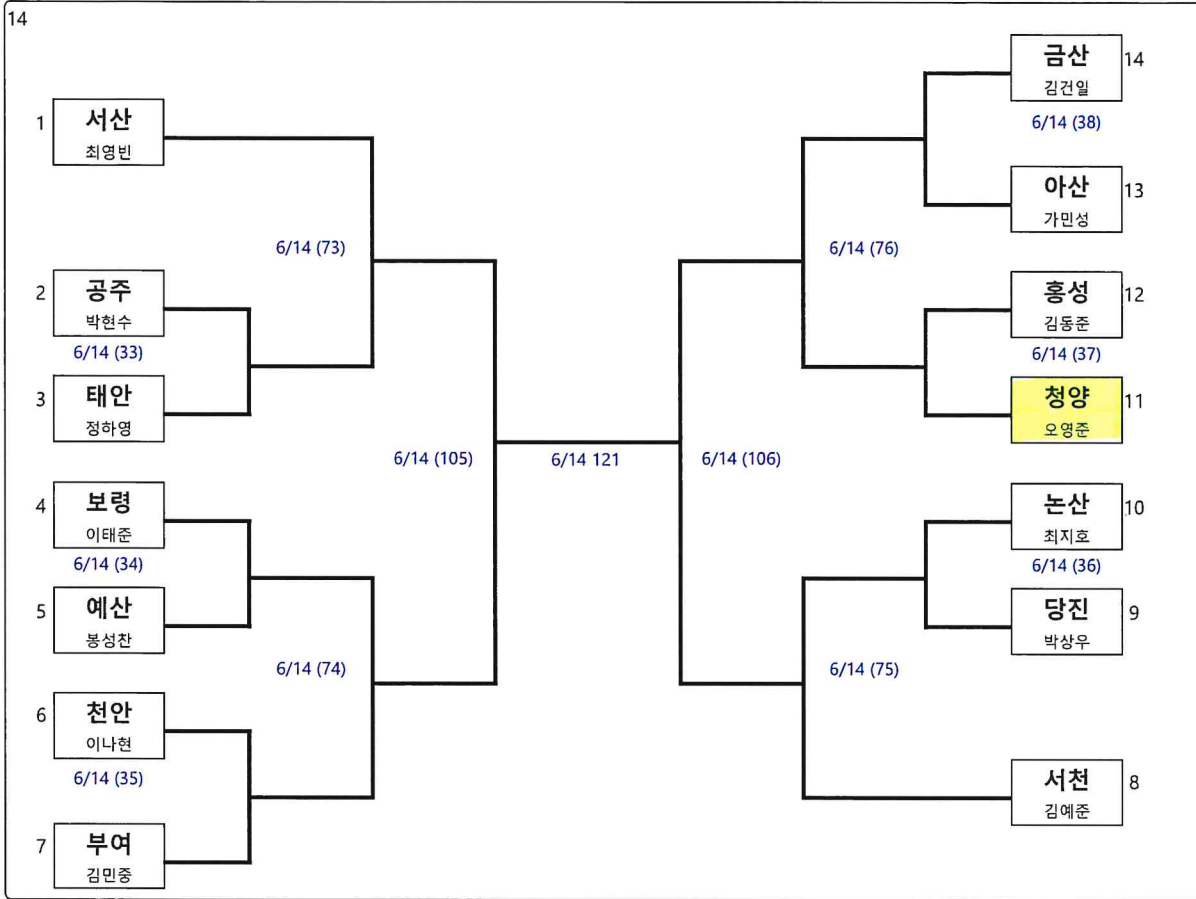 14
1
서산
최영빈
6/14 (73)
2
공주
박현수
6/14 (33)
3
태안
정하영
6/14 (105)
4
보령
이태준
6/14 (34)
5
예산
봉성찬
6/14 (74)
6
천안
이나현
6/14 (35)
7
부여
김민중
6/14 121
금산
14
김건일
6/14 (38)
아산
13
가민성
6/14 (76)
홍성
12
김동준
6/14 (37)
청양
11
오영준
6/14 (106)
논산
10
최지호
6/14 (36)
당진
9
박상우
6/14 (75)
서천
8
김예준